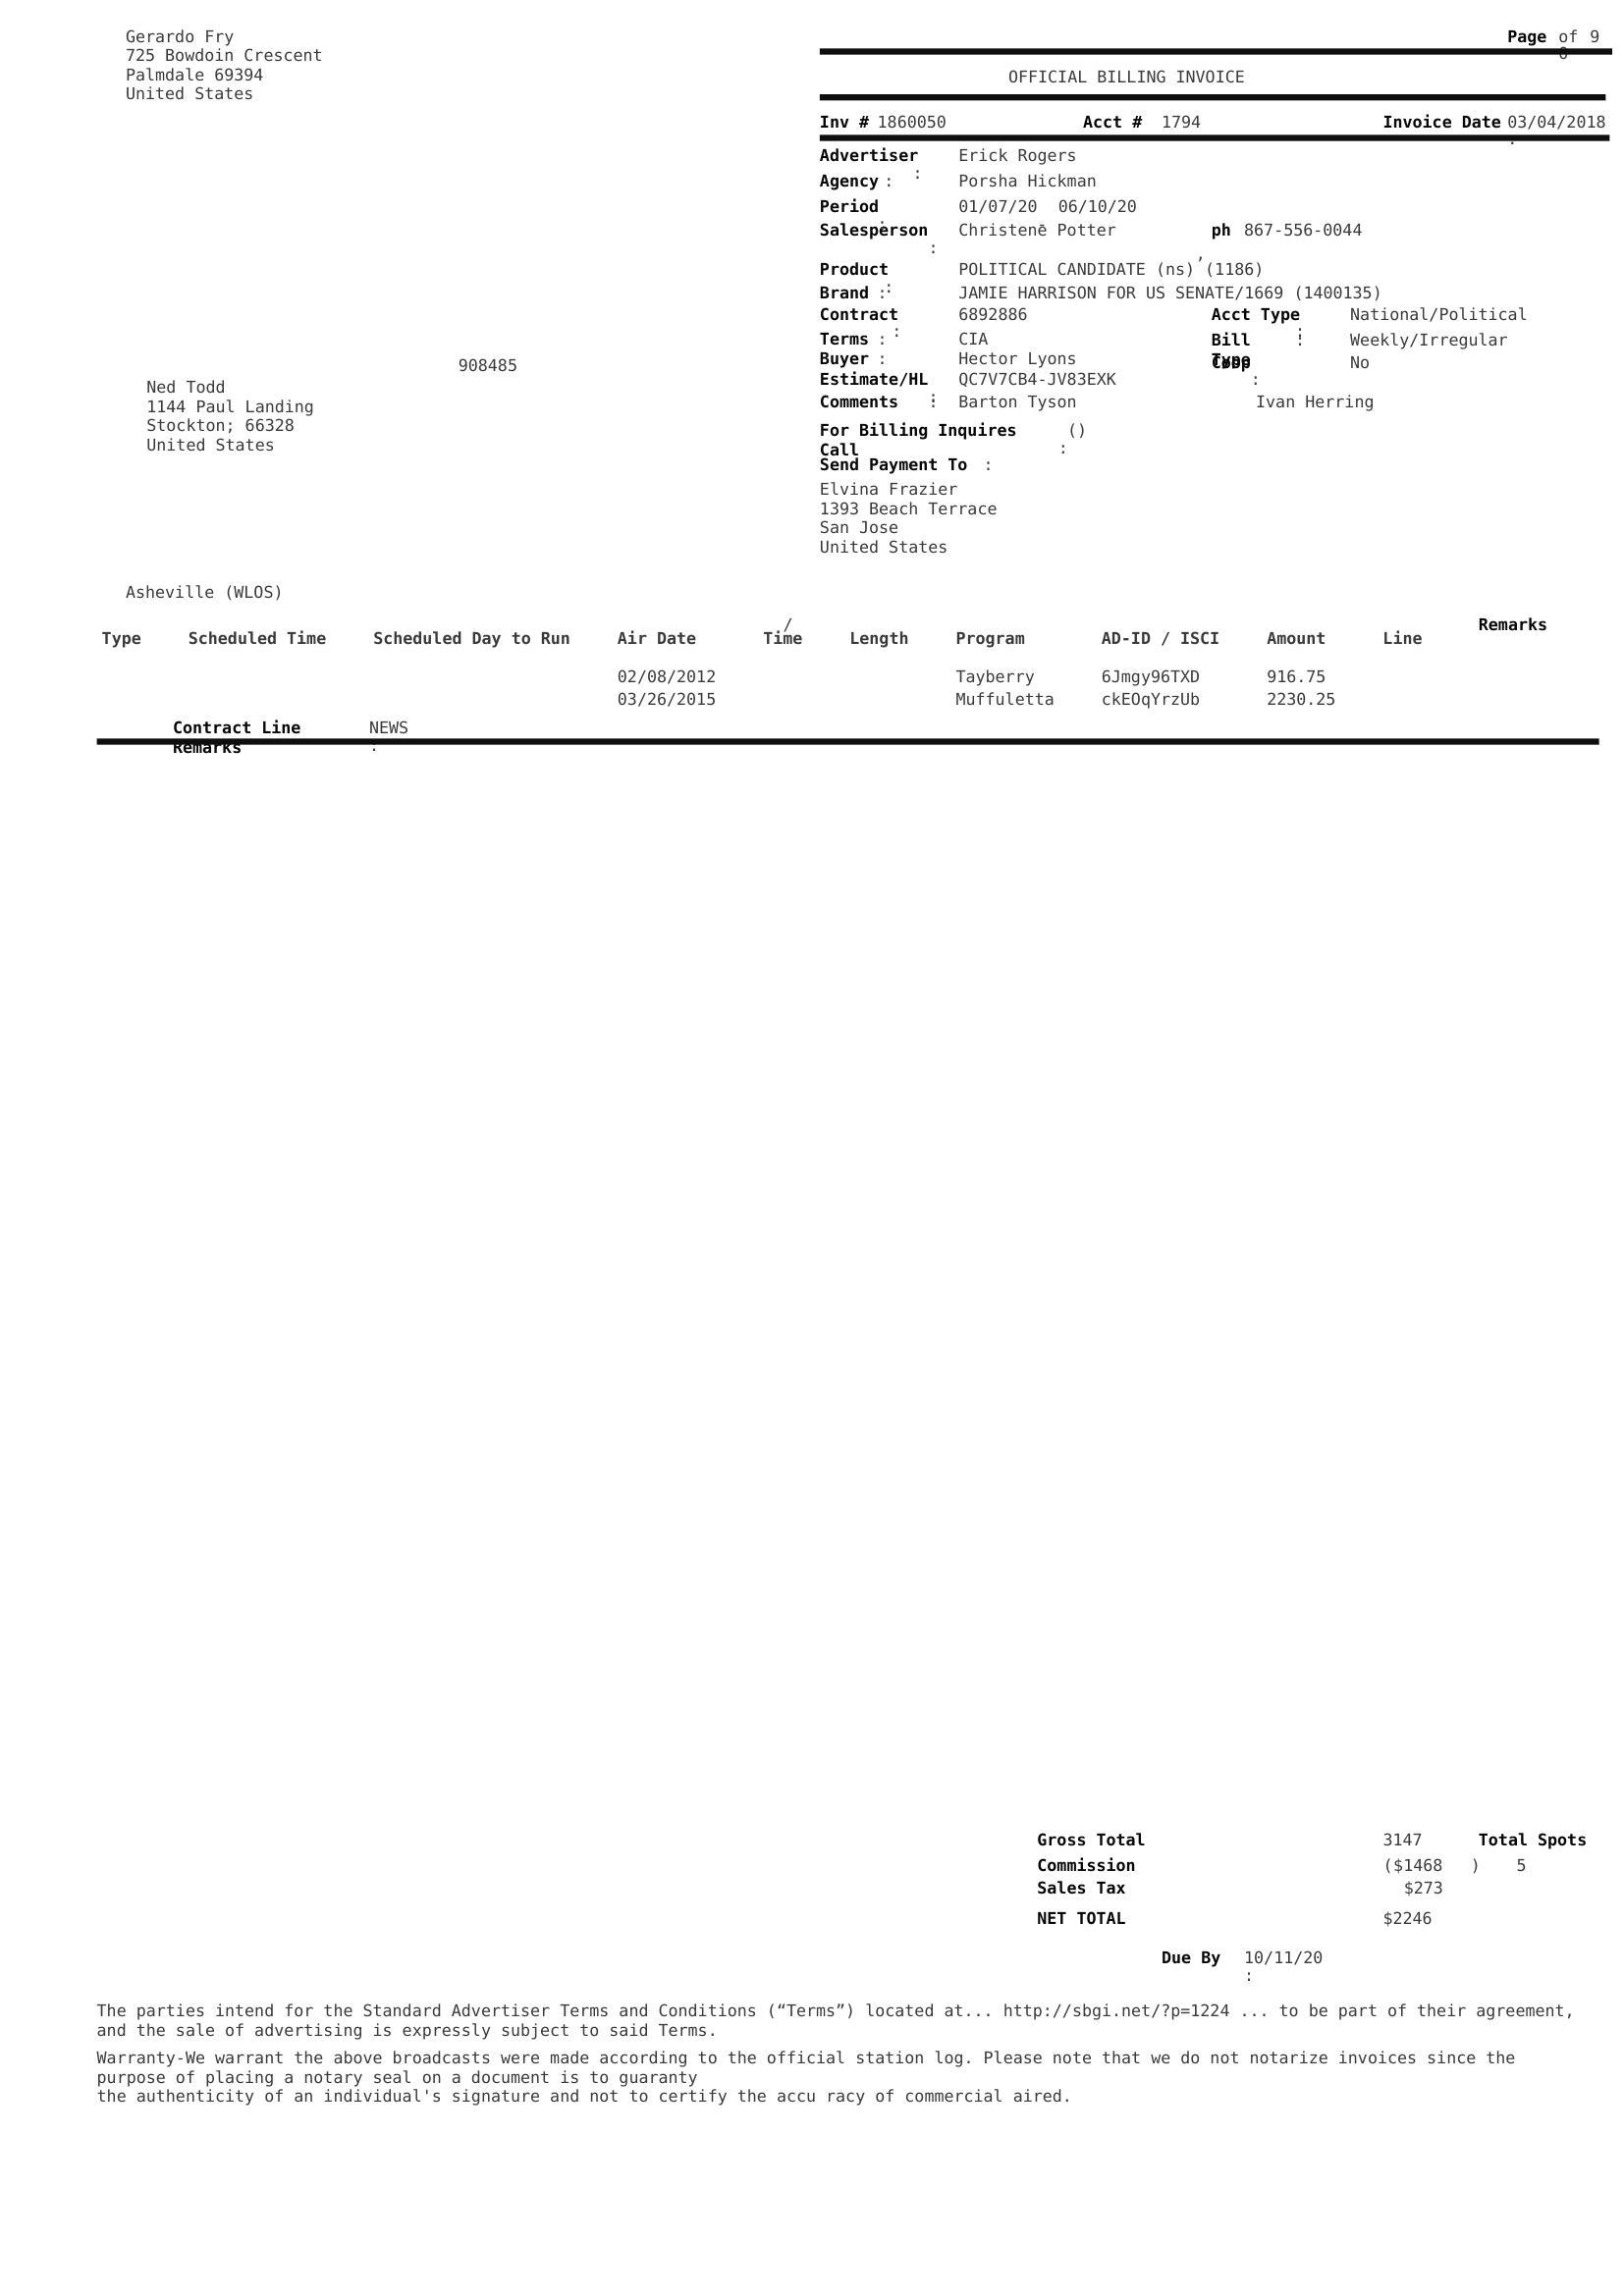 Gerardo Fry
725 Bowdoin Crescent
Palmdale 69394
United States
Page of 9
OFFICIAL BILLING INVOICE
Inv # 1860050 Acct # 1794 Invoice Date 03/04/2018
Advertiser : Erick Rogers
Agency : Porsha Hickman
Period : 01/07/20 06/10/20
Salesperson : Christene Potter ph 867-556-0044
Product : POLITICAL CANDIDATE (ns) , (1186)
Brand : JAMIE HARRISON FOR US SENATE/1669 (1400135)
Contract : 6892886 Acct Type : National/Political
Terms : CIA Bill : Weekly/Irregular
Buyer : Hector Lyons No
Estimate/HL : QC7V7CB4-JV83EXK :
Comments : Barton Tyson Ivan Herring
For Billing Inquires ()
Call :
Send Payment To :
Elvina Frazier
1393 Beach Terrace
San Jose
United States
908485
Ned Todd
1144 Paul Landing
Stockton; 66328
United States
Asheville (WLOS)
Type Scheduled Time Scheduled Day to Run Air Date / Time Length Program AD-ID / ISCI Amount Line Remarks
02/08/2012 Tayberry 6Jmgy96TXD 916.75
03/26/2015 Muffuletta ckEOqYrzUb 2230.25
Contract Line NEWS
Remarks :
Gross Total 3147 Total Spots
Commission ($1468 ) 5
Sales Tax $273
NET TOTAL $2246
Due By 10/11/20
:
The parties intend for the Standard Advertiser Terms and Conditions (“Terms”) located at... http://sbgi.net/?p=1224 ... to be part of their agreement,
and the sale of advertising is expressly subject to said Terms.
Warranty-We warrant the above broadcasts were made according to the official station log. Please note that we do not notarize invoices since the
purpose of placing a notary seal on a document is to guaranty
the authenticity of an individual's signature and not to certify the accu racy of commercial aired.